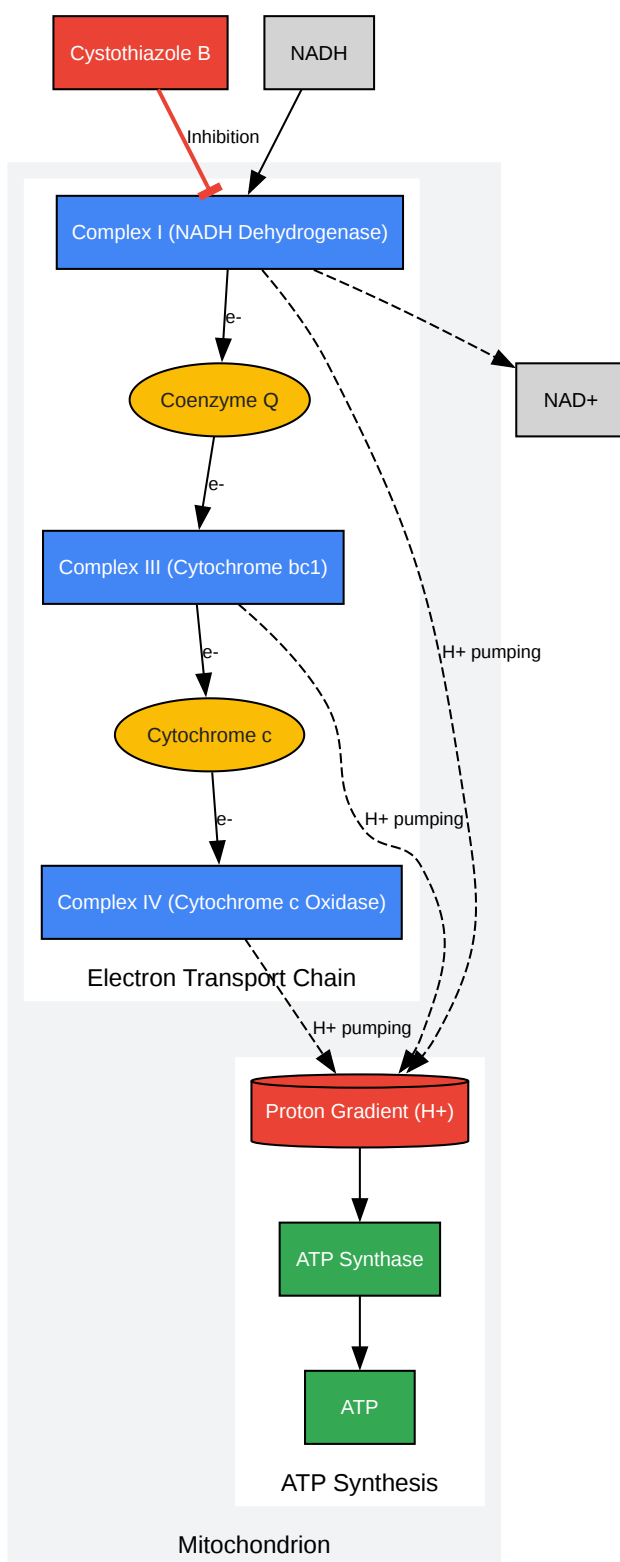 Cystothiazole B
NADH
Inhibition
Complex I (NADH Dehydrogenase)
e-
Coenzyme Q
NAD+
e-
Complex III (Cytochrome bc1)
e-
H+ pumping
Cytochrome c
e-
H+ pumping
Complex IV (Cytochrome c Oxidase)
Electron Transport Chain
H+ pumping
Proton Gradient (H+)
ATP Synthase
ATP
ATP Synthesis
Mitochondrion